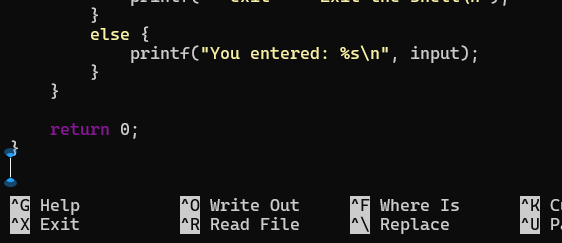 }
else {
printf("You entered: %s\n", input);
}
}
return 0;
}
^G Help ^O Write Out ^F Where Is ^K
^X Exit ^R Read File ^\ Replace ^U